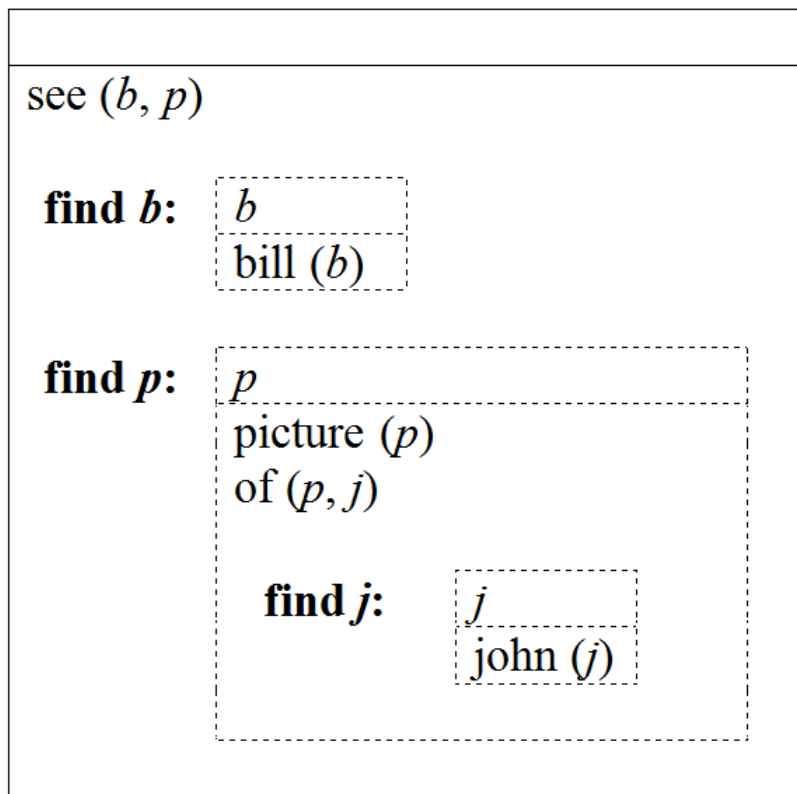 see (b, p)
find b: b
bill (b)
find p: p
picture (p)
of (p, j)
find j: j
john (j)